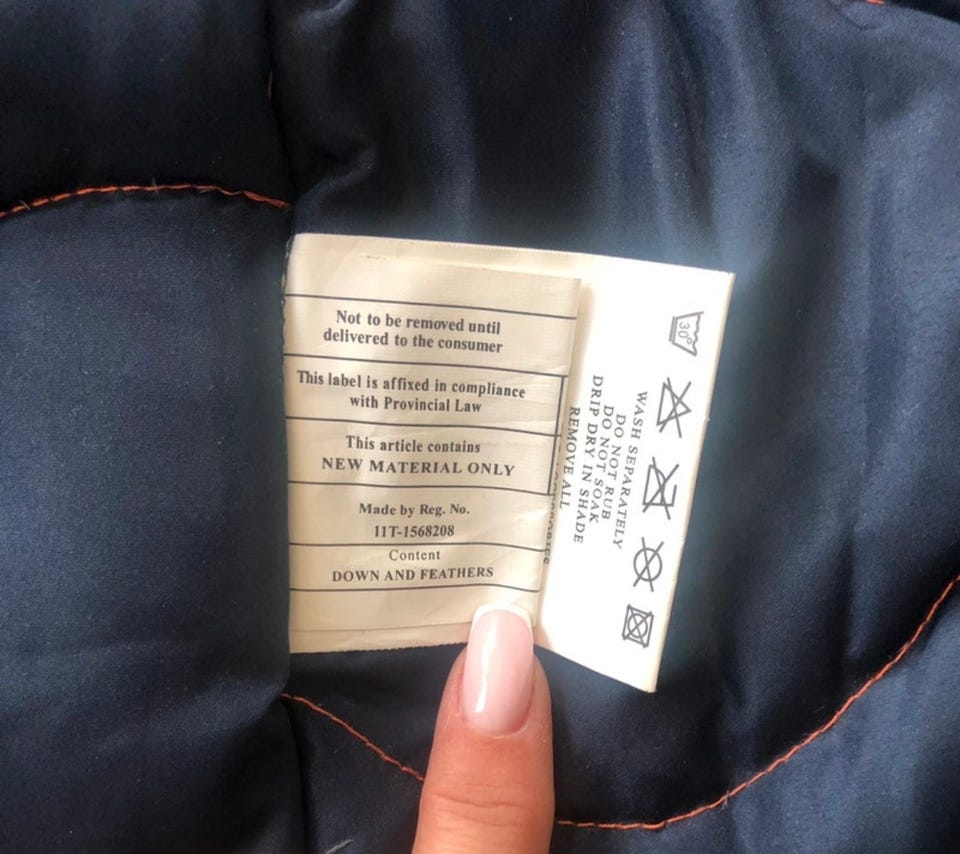 Not to be removed until
delivered to the consumer
This label is affixed in compliance
with Provincial Law
This article contains
NEW MATERIAL ONLY
Made by Reg. No.
11T-1568208
Content
DOWN AND FEATHERS
30°
WASH SEPARATELY
DO NOT RUB
DO NOT SOAK
DRIP DRY IN SHADE
REMOVE ALL